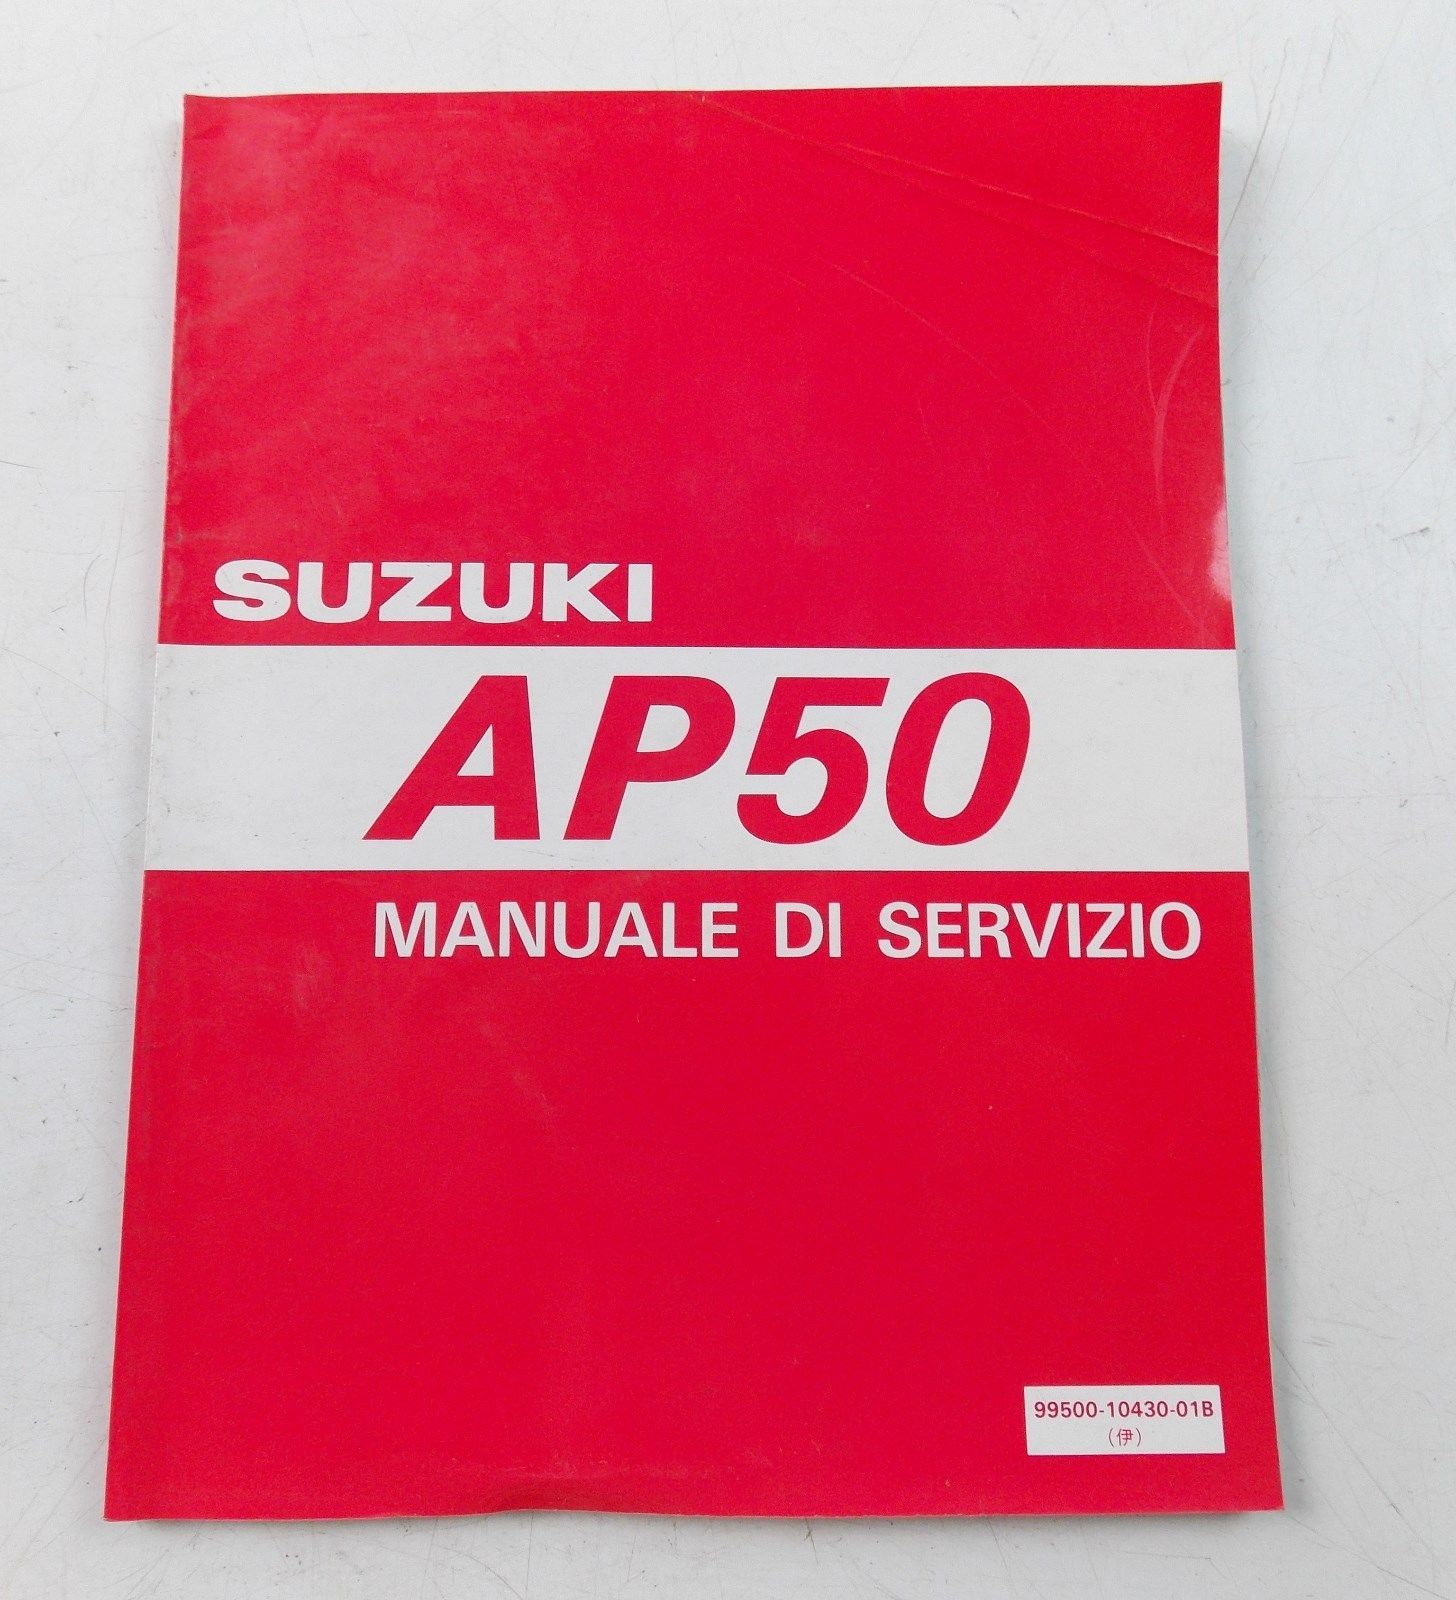 SUZUKI
AP50
MANUALE DI SERVIZIO
99500-10430-01B
(伊)